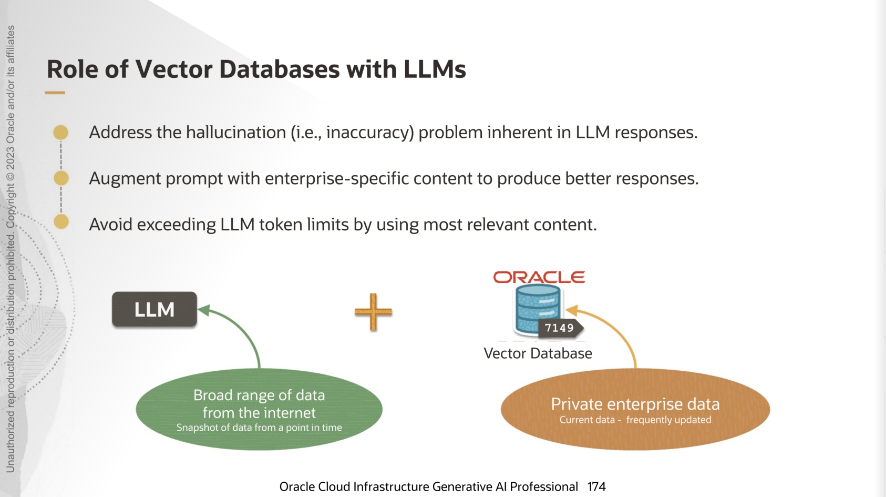 Unauthorized reproduction or distribution prohibited. Copyright © 2023 Oracle and/or its affiliates
Role of Vector Databases with LLMs
Address the hallucination (i.e., inaccuracy) problem inherent in LLM responses.
Augment prompt with enterprise-specific content to produce better responses.
Avoid exceeding LLM token limits by using most relevant content.
LLM
ORACLE
7149
Vector Database
Broad range of data
from the internet
Snapshot of data from a point in time
Private enterprise data
Current data - frequently updated
Oracle Cloud Infrastructure Generative AI Professional 174